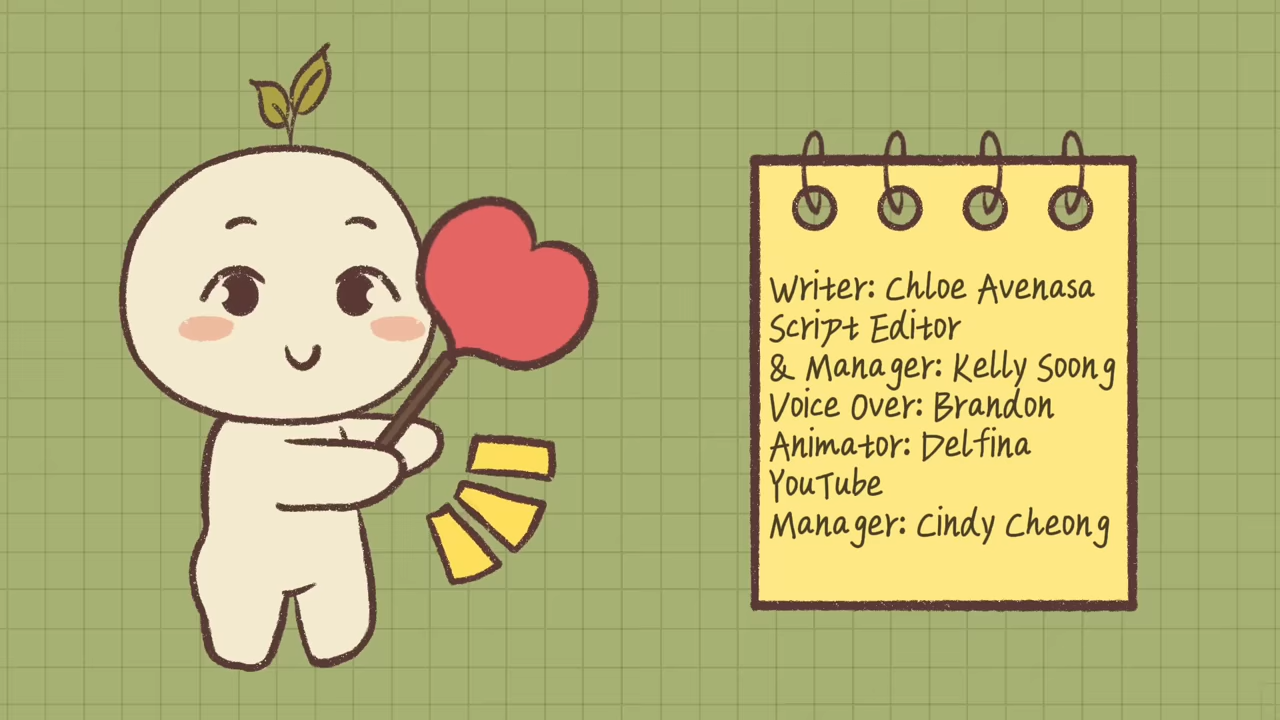 Writer: Chloe Avenasa
Script Editor
& Manager: Kelly Soong
Voice Over: Brandon
Animator: Delfina
YouTube
Manager: Cindy Cheong